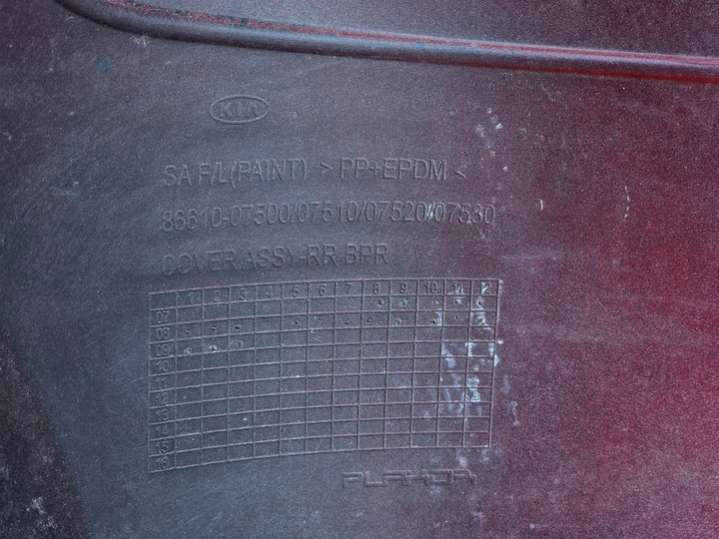 KIA
SA F/L(PAINT) > PP+EPDM <
86610-07500/07510/07520/07530
COVER ASSY-RR BPR
1 2 3 4 5 6 7 8 9 10 11 12
07
08
09
10
11
12
13
14
15
16
PLAKOR